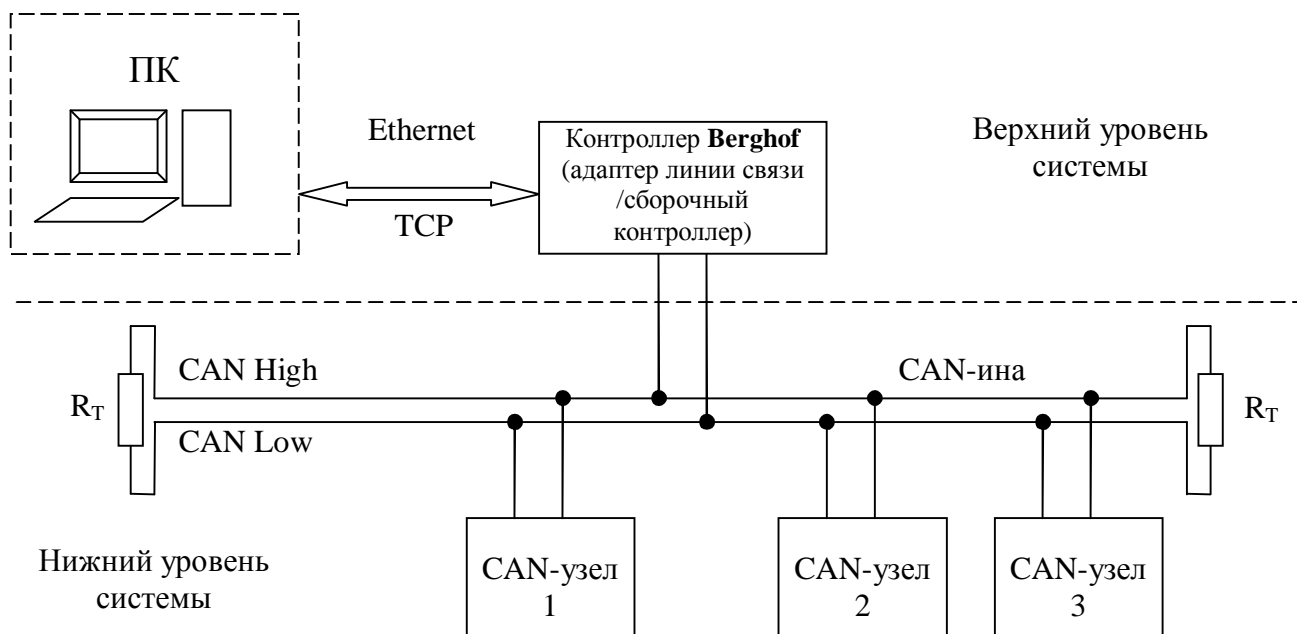 ПК
Ethernet
TCP
Контроллер Berghof
(адаптер линии связи
/сборочный
контроллер)
Верхний уровень
системы
CAN High
CAN-ина
RT
RT
CAN Low
Нижний уровень
системы
CAN-узел
1
CAN-узел
2
CAN-узел
3